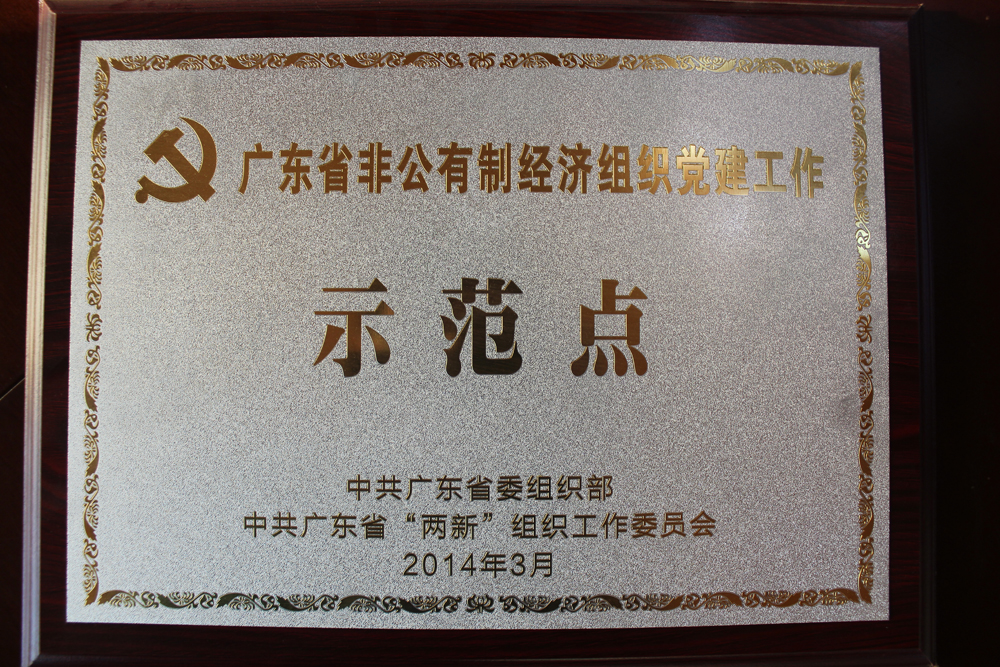 广东省非公有制经济组织党建工作
示范点
中共广东省委组织部
中共广东省“两新”组织工作委员会
2014年3月